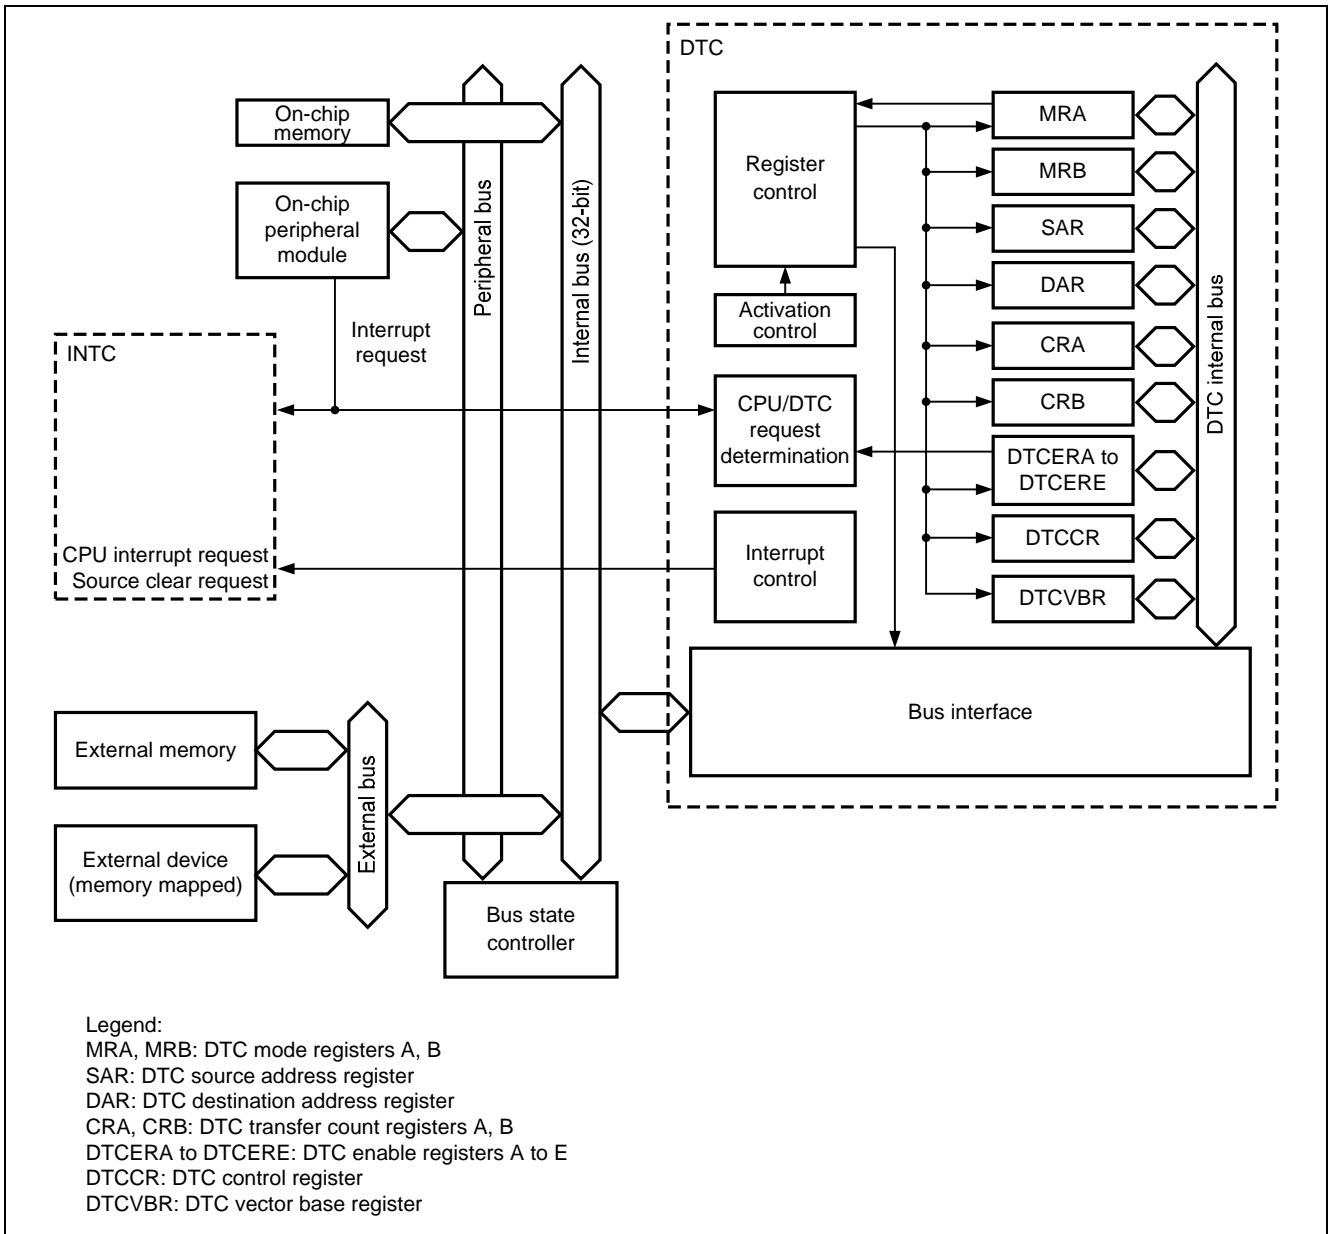 DTC
On-chip
memory
MRA
Register
control
MRB
On-chip
peripheral
module
SAR
Peripheral bus
Internal bus (32-bit)
DAR
DTC internal bus
Activation
control
Interrupt
request
INTC
CRA
CPU/DTC
request
determination
CRB
DTCERA to
DTCERE
CPU interrupt request
Source clear request
Interrupt
control
DTCCR
DTCVBR
External memory
External bus
Bus interface
External device
(memory mapped)
Bus state
controller
Legend:
MRA, MRB: DTC mode registers A, B
SAR: DTC source address register
DAR: DTC destination address register
CRA, CRB: DTC transfer count registers A, B
DTCERA to DTCERE: DTC enable registers A to E
DTCCR: DTC control register
DTCVBR: DTC vector base register